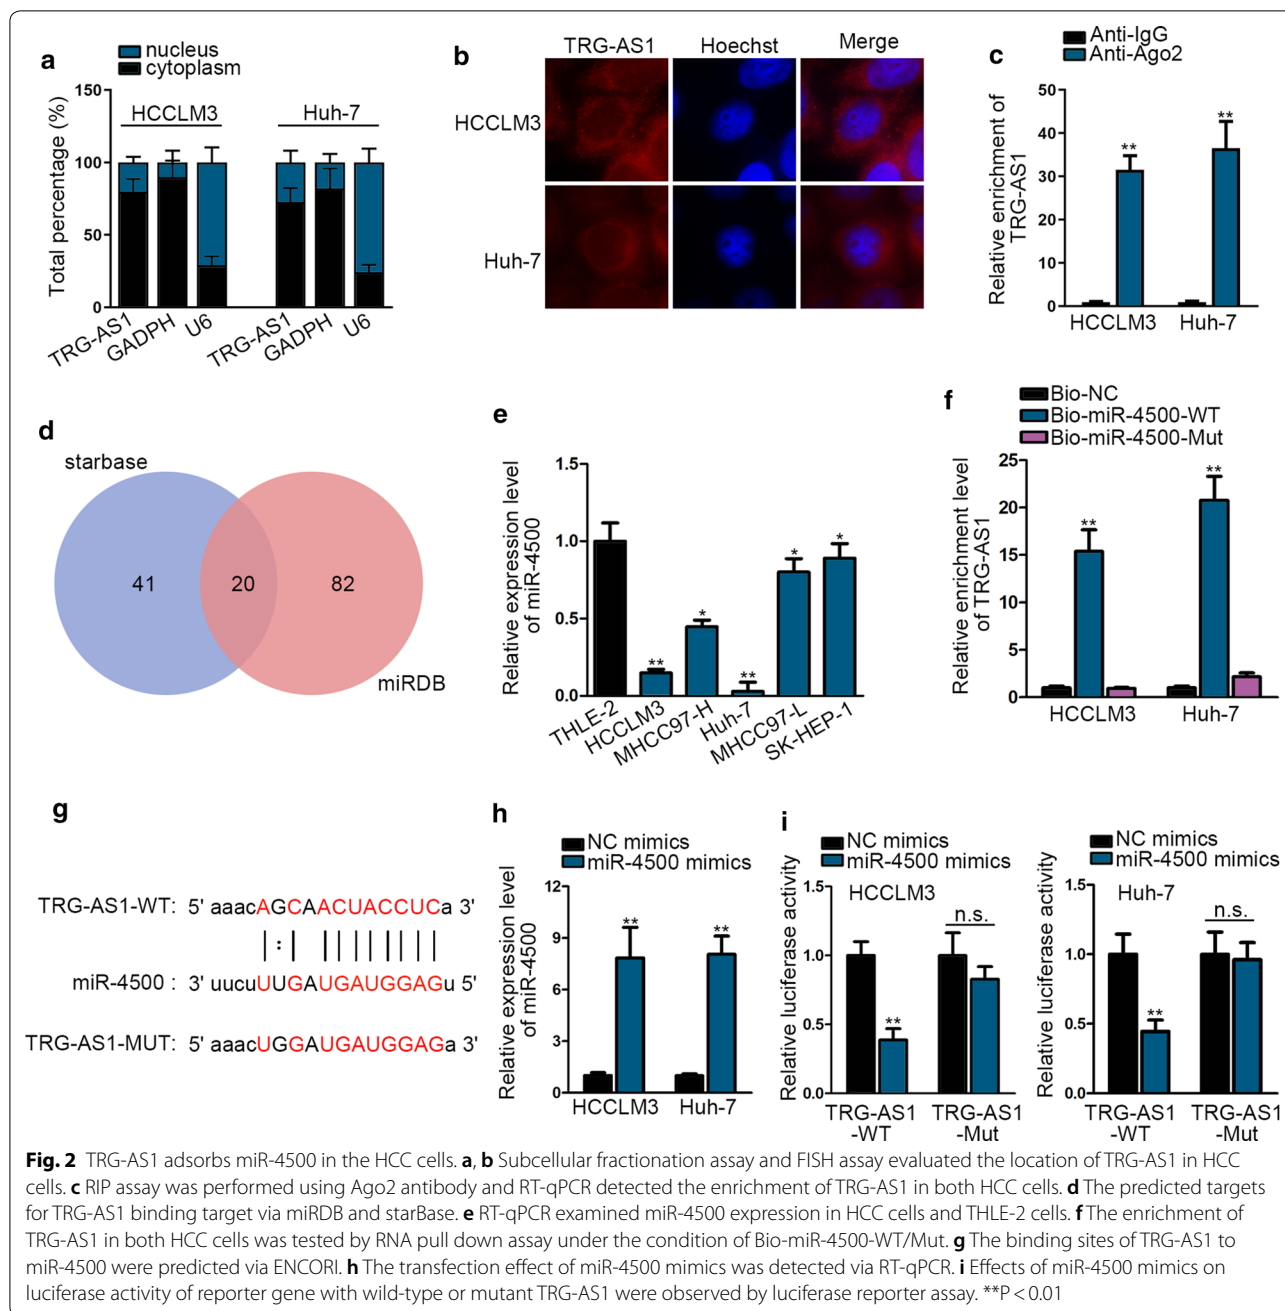 a
nucleus
cytoplasm
Total percentage (%)
150
100
50
0
HCCLM3
Huh-7
TRG-AS1
GADPH
U6
TRG-AS1
GADPH
U6
b
TRG-AS1
Hoechst
Merge
HCCLM3
Huh-7
c
Anti-IgG
Anti-Ago2
Relative enrichment of
TRG-AS1
50
40
30
20
10
0
**
**
HCCLM3
Huh-7
d
starbase
41
20
82
miRDB
e
Relative expression level
of miR-4500
1.5
1.0
0.5
0.0
**
*
**
*
*
THLE-2
HCCLM3
MHCC97-H
Huh-7
MHCC97-L
SK-HEP-1
f
Bio-NC
Bio-miR-4500-WT
Bio-miR-4500-Mut
Relative enrichment level
of TRG-AS1
25
20
15
10
5
0
**
**
HCCLM3
Huh-7
g
TRG-AS1-WT: 5' aaacAGCAACUACCUCa 3'
miR-4500 : 3' uucuUUGAUGAUGGAGu 5'
TRG-AS1-MUT: 5' aaacUGGAUGAUGGAGa 3'
h
NC mimics
miR-4500 mimics
Relative expression level
of miR-4500
12
9
6
3
0
**
**
HCCLM3
Huh-7
i
NC mimics
miR-4500 mimics
Relative luciferase activity
HCCLM3
1.0
0.5
0.0
**
n.s.
TRG-AS1
-WT
TRG-AS1
-Mut
NC mimics
miR-4500 mimics
Relative luciferase activity
Huh-7
1.5
1.0
0.5
0.0
**
n.s.
TRG-AS1
-WT
TRG-AS1
-Mut
Fig. 2 TRG-AS1 adsorbs miR-4500 in the HCC cells. a, b Subcellular fractionation assay and FISH assay evaluated the location of TRG-AS1 in HCC
cells. c RIP assay was performed using Ago2 antibody and RT-qPCR detected the enrichment of TRG-AS1 in both HCC cells. d The predicted targets
for TRG-AS1 binding target via miRDB and starBase. e RT-qPCR examined miR-4500 expression in HCC cells and THLE-2 cells. f The enrichment of
TRG-AS1 in both HCC cells was tested by RNA pull down assay under the condition of Bio-miR-4500-WT/Mut. g The binding sites of TRG-AS1 to
miR-4500 were predicted via ENCORI. h The transfection effect of miR-4500 mimics was detected via RT-qPCR. i Effects of miR-4500 mimics on
luciferase activity of reporter gene with wild-type or mutant TRG-AS1 were observed by luciferase reporter assay. **P < 0.01